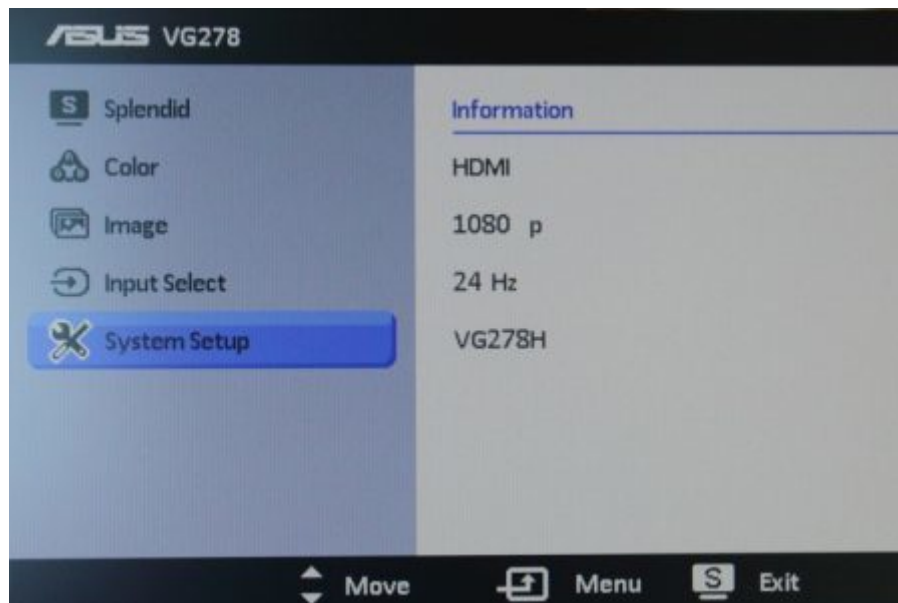 ASUS VG278
S Splendid
Color
Image
Input Select
System Setup
Information
HDMI
1080 p
24 Hz
VG278H
Move
Menu
S Exit